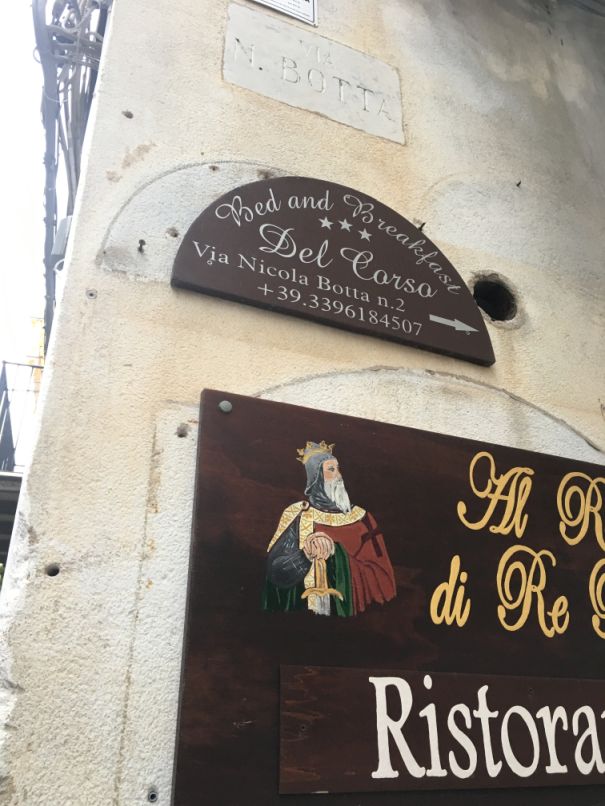 VIA
N. BOTTA
Bed and Breakfast
Del Corso
Via Nicola Botta n.2
+39.3396184507
Al R
di Re
Ristora